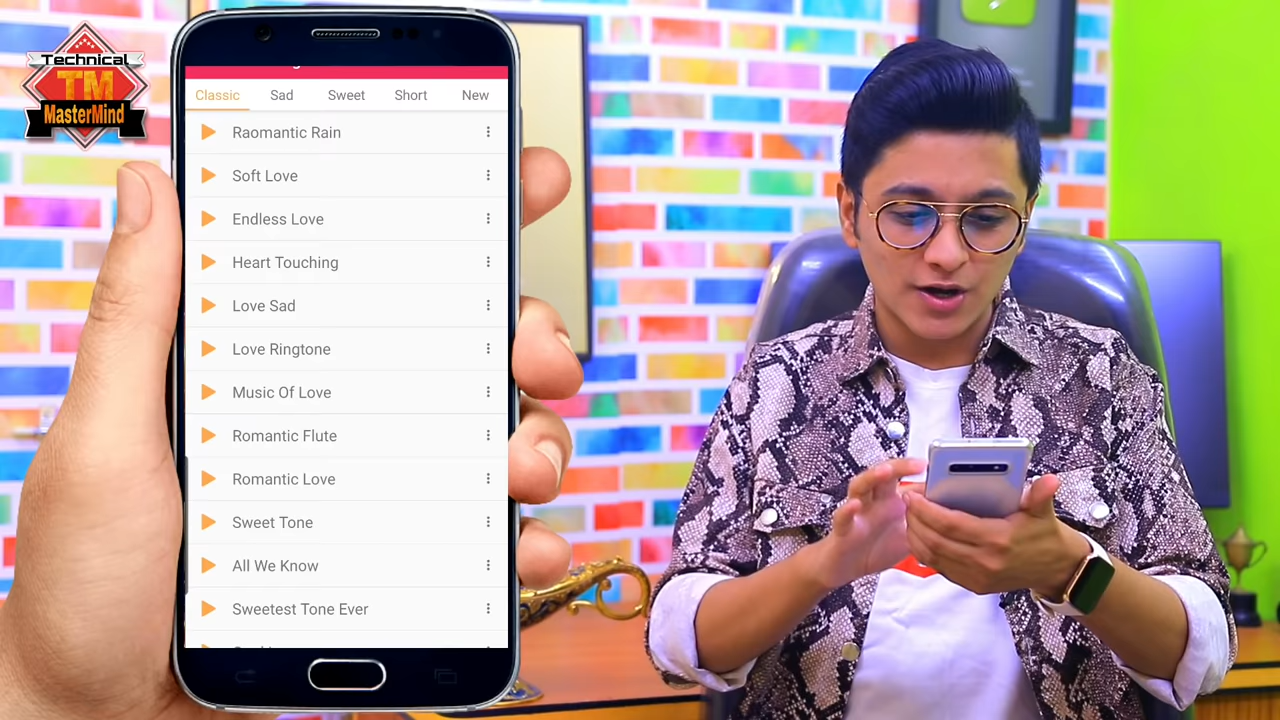 Technical
TM
MasterMind
Classic
Sad
Sweet
Short
New
Raomantic Rain
Soft Love
Endless Love
Heart Touching
Love Sad
Love Ringtone
Music Of Love
Romantic Flute
Romantic Love
Sweet Tone
All We Know
Sweetest Tone Ever